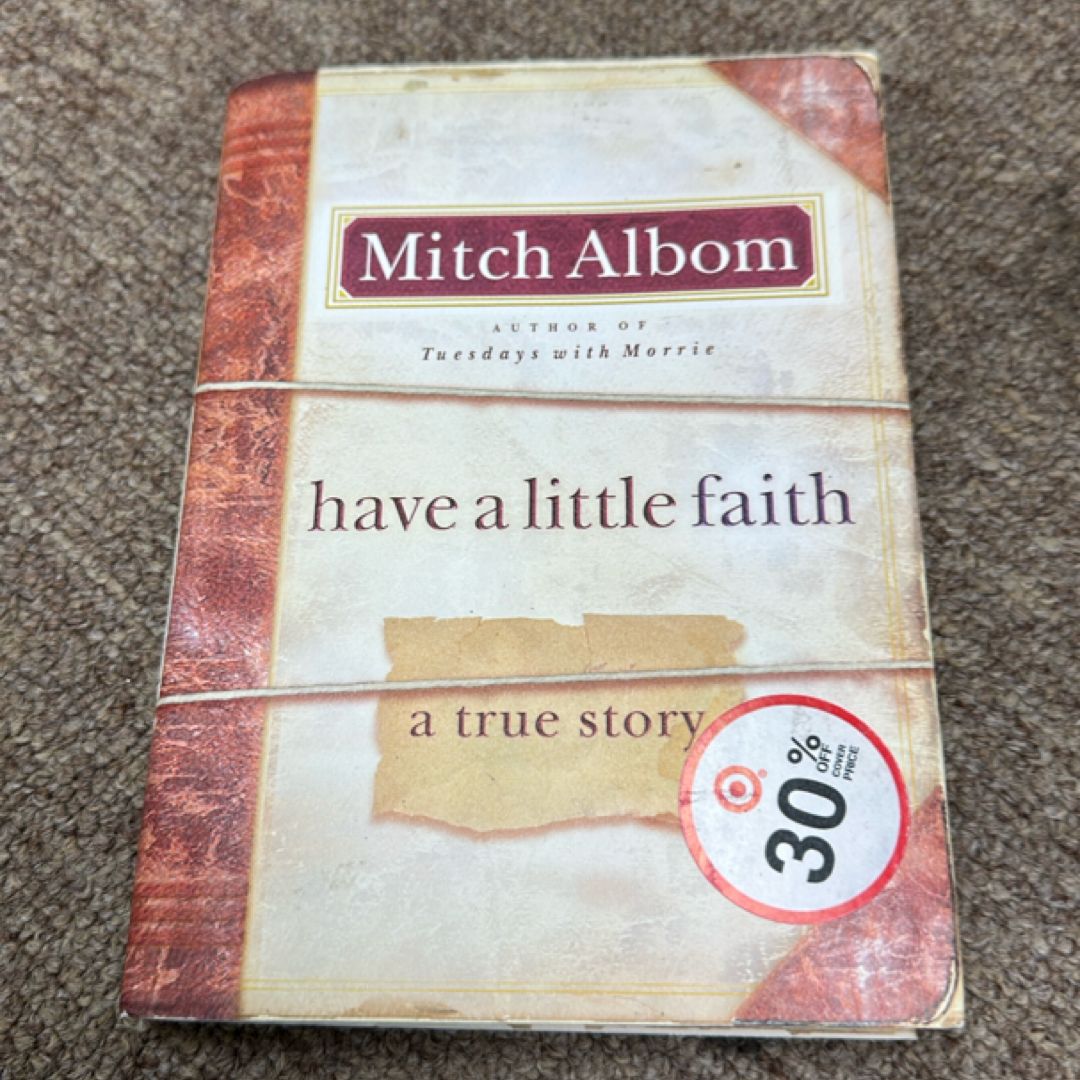 Mitch Albom
AUTHOR OF
Tuesdays with Morrie
have a little faith
a true story
30% OFF
COVER
PRICE